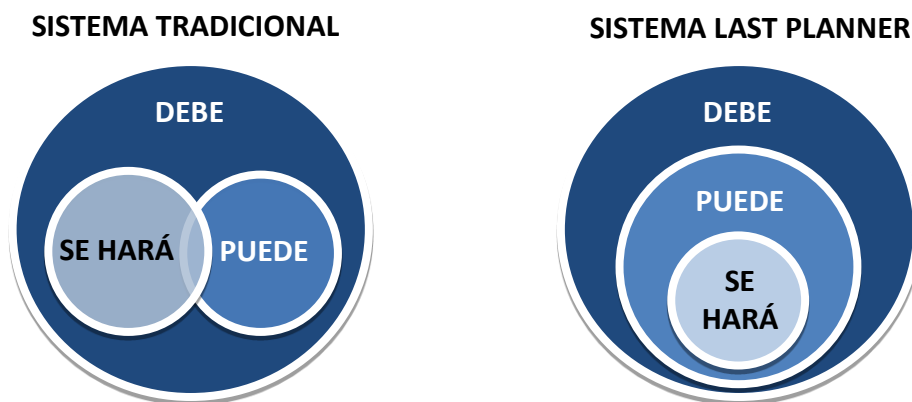 SISTEMA TRADICIONAL
DEBE
SE HARÁ
PUEDE
SISTEMA LAST PLANNER
DEBE
PUEDE
SE
HARÁ